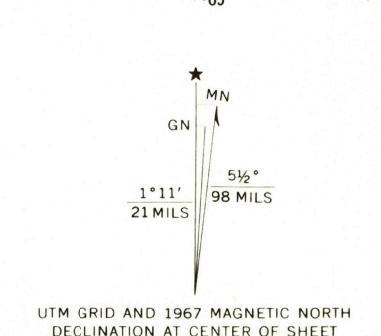 MN
GN
1°11′
21 MILS
5½°
98 MILS
UTM GRID AND 1967 MAGNETIC NORTH
DECLINATION AT CENTER OF SHEET